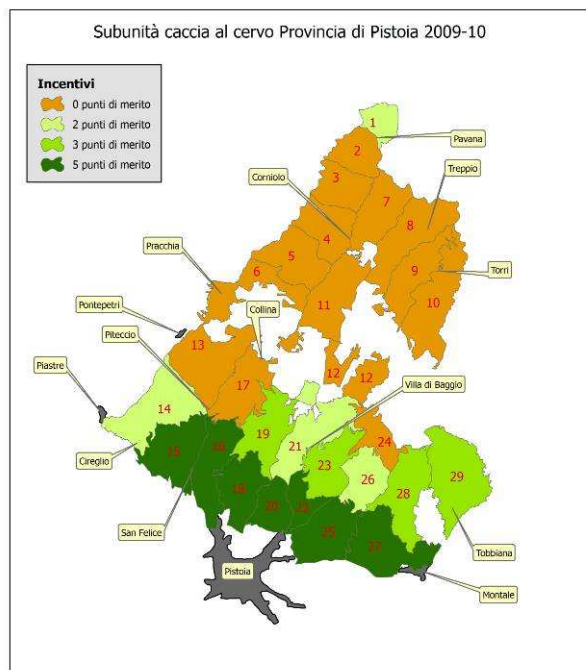 Subunità caccia al cervo Provincia di Pistoia 2009-10
Incentivi
0 punti di merito
2 punti di merito
3 punti di merito
5 punti di merito
1
Pavana
2
Treppio
3
Corniolo
7
8
4
5
Pracchia
6
9
Torri
10
11
Pontepetri
Collina
13
Piteccio
12
12
Piastre
17
Villa di Baggio
14
19
21
24
Cireglio
15
16
23
26
29
28
18
20
22
San Felice
25
27
Tobbiana
Pistoia
Montale